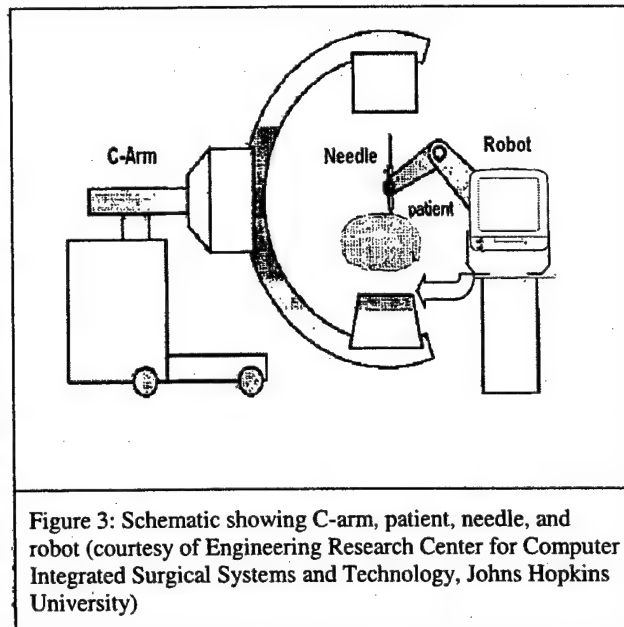 C-Arm
Needle
Robot
patient
Figure 3: Schematic showing C-arm, patient, needle, and
robot (courtesy of Engineering Research Center for Computer
Integrated Surgical Systems and Technology, Johns Hopkins
University)